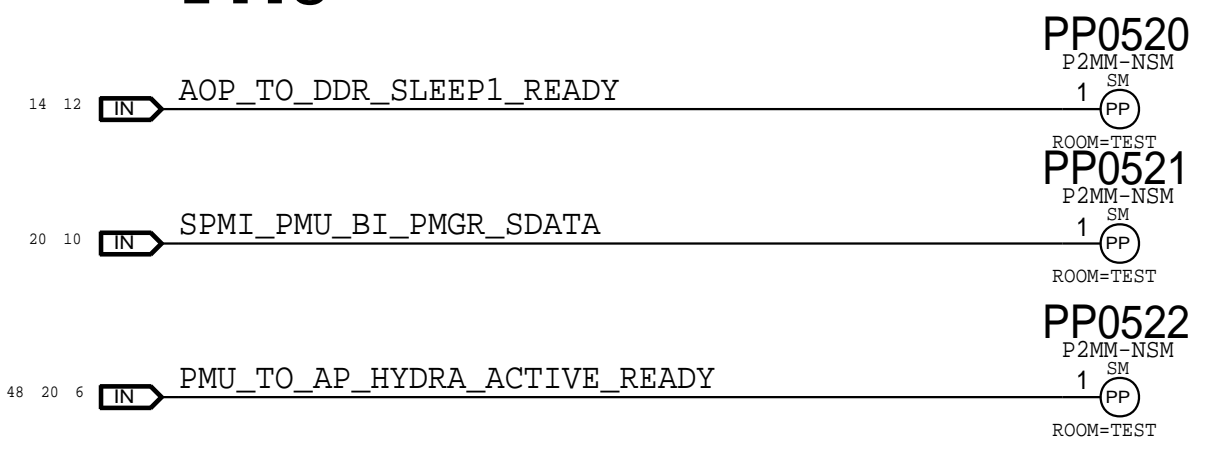 PP0520
P2MM-NSM
SM
14 12 IN AOP_TO_DDR_SLEEP1_READY 1 PP
ROOM=TEST
PP0521
P2MM-NSM
SM
20 10 IN SPMI_PMU_BI_PMGR_SDATA 1 PP
ROOM=TEST
PP0522
P2MM-NSM
SM
48 20 6 IN PMU_TO_AP_HYDRA_ACTIVE_READY 1 PP
ROOM=TEST